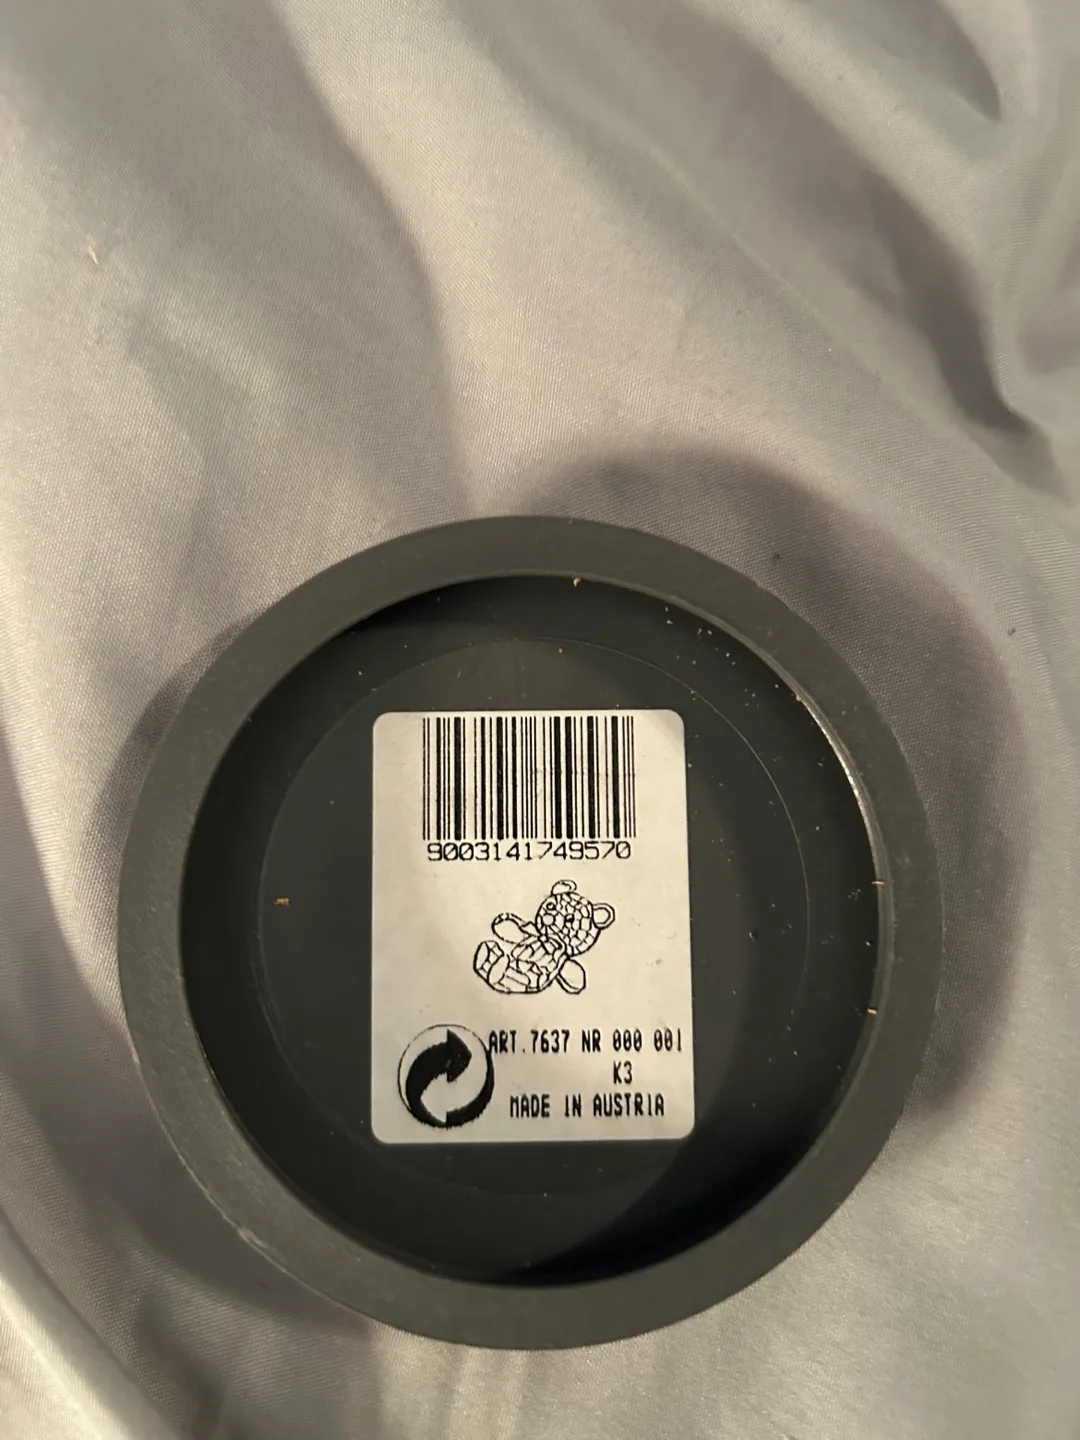 9003141749570
ART.7637 NR 000 001
K3
MADE IN AUSTRIA